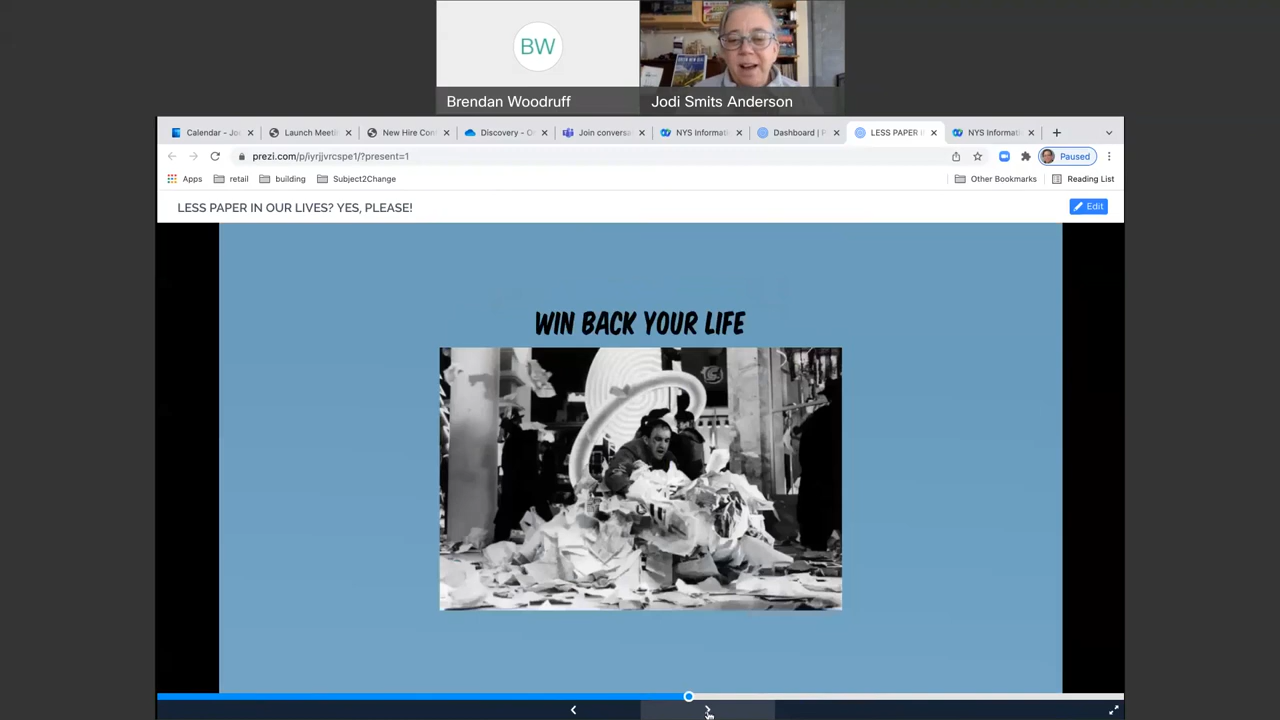 BW
Brendan Woodruff
Jodi Smits Anderson
Calendar - Jo
Launch Meeti
New Hire Con
Discovery - O
Join conversa
NYS Informati
Dashboard | P
LESS PAPER I
NYS Informati
prezi.com/p/iyrjjvrcspe1/?present=1
Paused
Apps
retail
building
Subject2Change
Other Bookmarks
Reading List
LESS PAPER IN OUR LIVES? YES, PLEASE!
Edit
WIN BACK YOUR LIFE